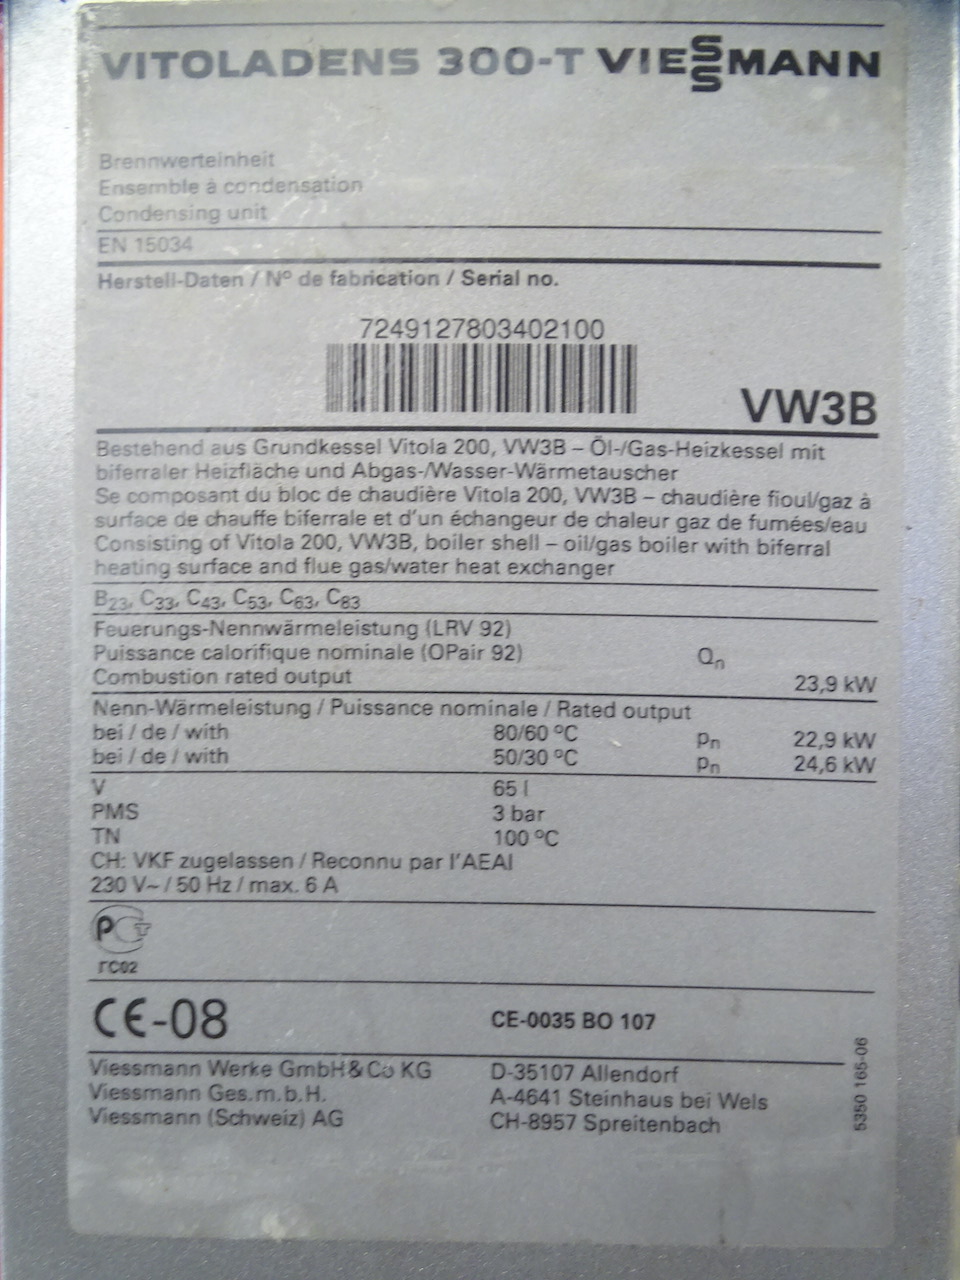 VITOLADENS 300-T VIESSMANN
Brennwerteinheit
Ensemble à condensation
Condensing unit
EN 15034
Herstell-Daten / Nº de fabrication / Serial no.
7249127803402100
VW3B
Bestehend aus Grundkessel Vitola 200, VW3B – Öl-/Gas-Heizkessel mit
biferraler Heizfläche und Abgas-/Wasser-Wärmetauscher
Se composant du bloc de chaudière Vitola 200, VW3B – chaudière fioul/gaz à
surface de chauffe biferrale et d'un échangeur de chaleur gaz de fumées/eau
Consisting of Vitola 200, VW3B, boiler shell – oil/gas boiler with biferral
heating surface and flue gas/water heat exchanger
B23, C33, C43, C53, C63, C83
Feuerungs-Nennwärmeleistung (LRV 92)
Puissance calorifique nominale (OPair 92) Qn
Combustion rated output 23,9 kW
Nenn-Wärmeleistung / Puissance nominale / Rated output
bei / de / with 80/60 ºC Pn 22,9 kW
bei / de / with 50/30 ºC Pn 24,6 kW
V 65 l
PMS 3 bar
TN 100 ºC
CH: VKF zugelassen / Reconnu par l'AEAI
230 V~ / 50 Hz / max. 6 A
РСТ
ГС02
CE-08 CE-0035 BO 107
Viessmann Werke GmbH & Co KG D-35107 Allendorf
Viessmann Ges.m.b.H. A-4641 Steinhaus bei Wels
Viessmann (Schweiz) AG CH-8957 Spreitenbach
5350 165-06